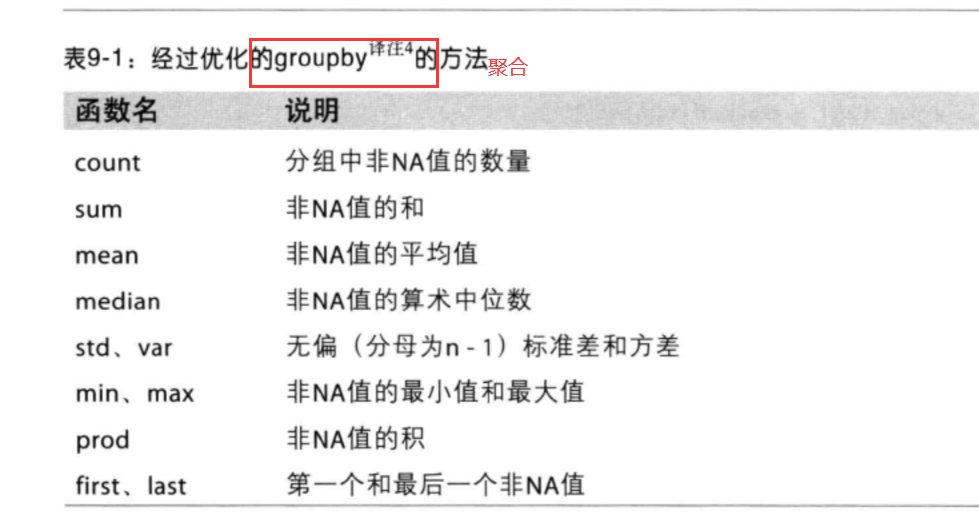 表9-1：经过优化的groupby译注4的方法聚合
函数名 说明
count 分组中非NA值的数量
sum 非NA值的和
mean 非NA值的平均值
median 非NA值的算术中位数
std、var 无偏（分母为n - 1）标准差和方差
min、max 非NA值的最小值和最大值
prod 非NA值的积
first、last 第一个和最后一个非NA值